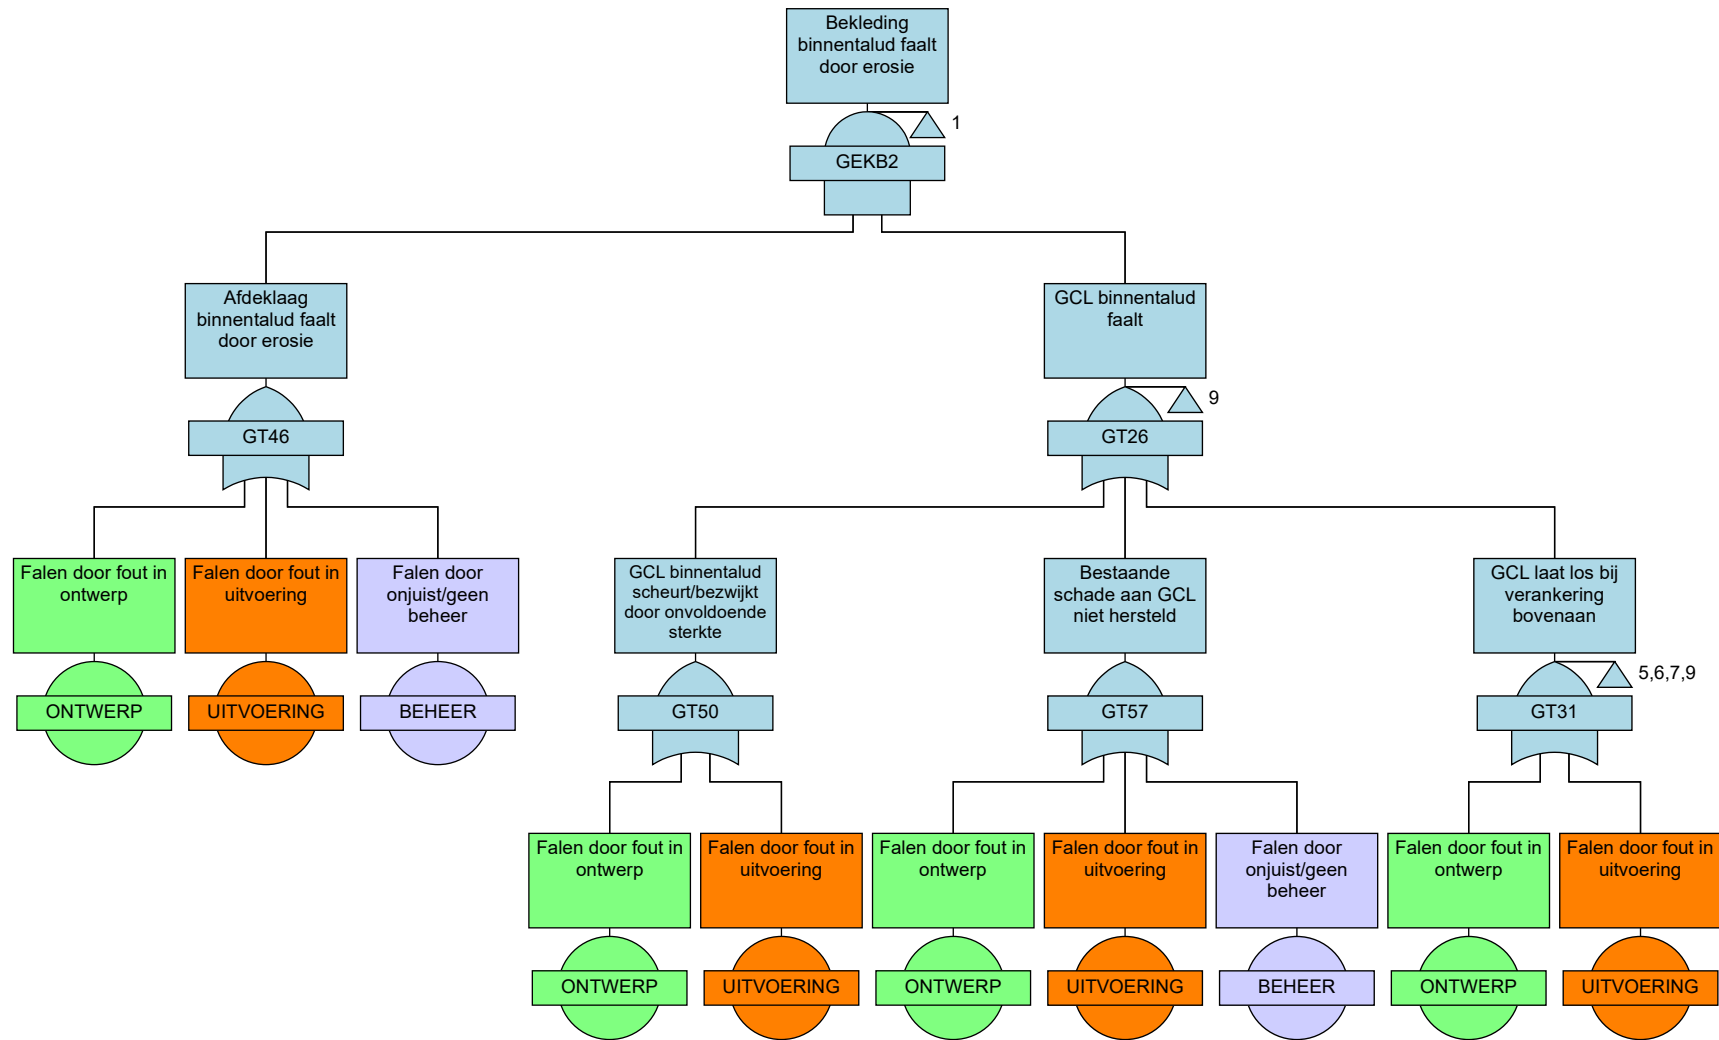 Bekleding
binnentalud faalt
door erosie
1
GEKB2
Afdeklaag
binnentalud faalt
door erosie
GT46
GCL binnentalud
faalt
9
GT26
Falen door fout in
ontwerp
ONTWERP
Falen door fout in
uitvoering
UITVOERING
Falen door
onjuist/geen
beheer
BEHEER
GCL binnentalud
scheurt/bezwijkt
door onvoldoende
sterkte
GT50
Bestaande
schade aan GCL
niet hersteld
GT57
GCL laat los bij
verankering
bovenaan
5,6,7,9
GT31
Falen door fout in
ontwerp
ONTWERP
Falen door fout in
uitvoering
UITVOERING
Falen door fout in
ontwerp
ONTWERP
Falen door fout in
uitvoering
UITVOERING
Falen door
onjuist/geen
beheer
BEHEER
Falen door fout in
ontwerp
ONTWERP
Falen door fout in
uitvoering
UITVOERING